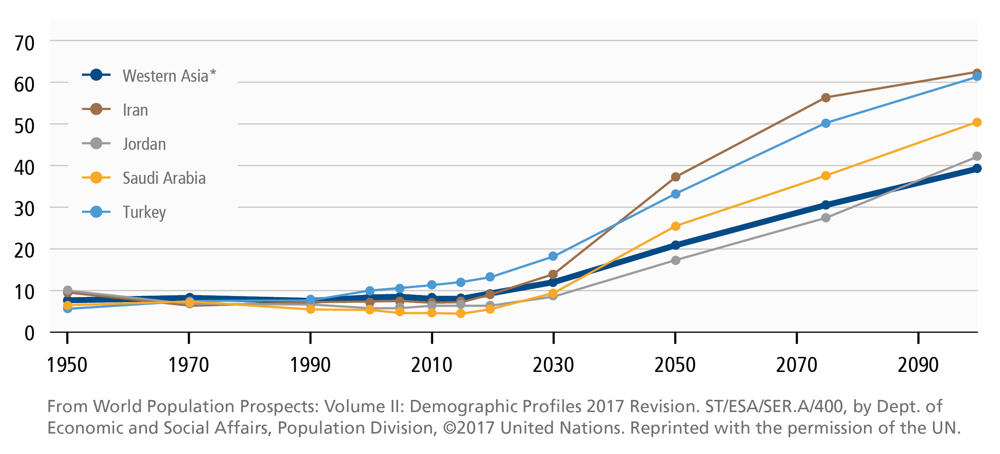 70
60
50
40
30
20
10
0
Western Asia*
Iran
Jordan
Saudi Arabia
Turkey
1950 1970 1990 2010 2030 2050 2070 2090
From World Population Prospects: Volume II: Demographic Profiles 2017 Revision. ST/ESA/SER.A/400, by Dept. of
Economic and Social Affairs, Population Division, ©2017 United Nations. Reprinted with the permission of the UN.